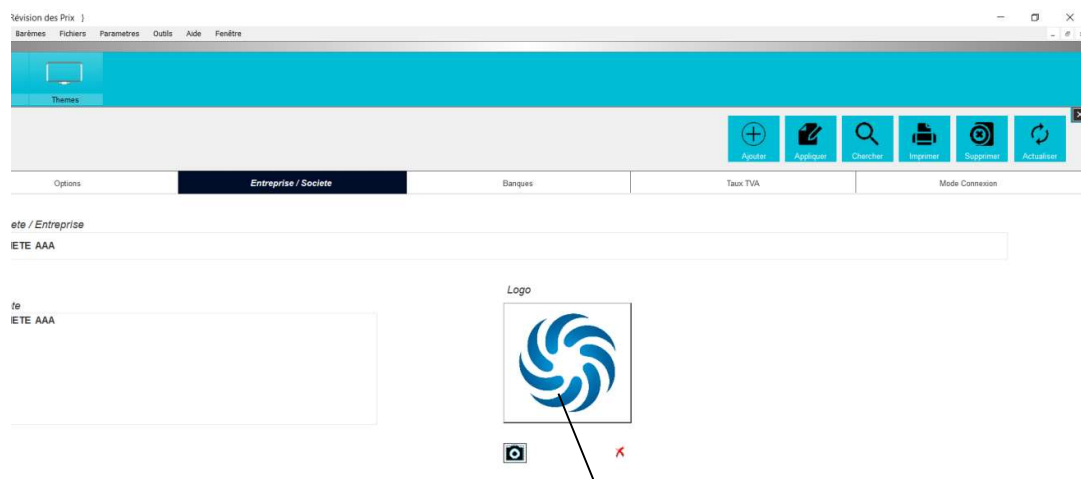 Révision des Prix )
Barèmes Fichiers Parametres Outils Aide Fenêtre
Themes
Ajouter Appliquer Chercher Imprimer Supprimer Actualiser
Options Entreprise / Societe Banques Taux TVA Mode Connexion
ete / Entreprise
IETE AAA
Logo
te
IETE AAA